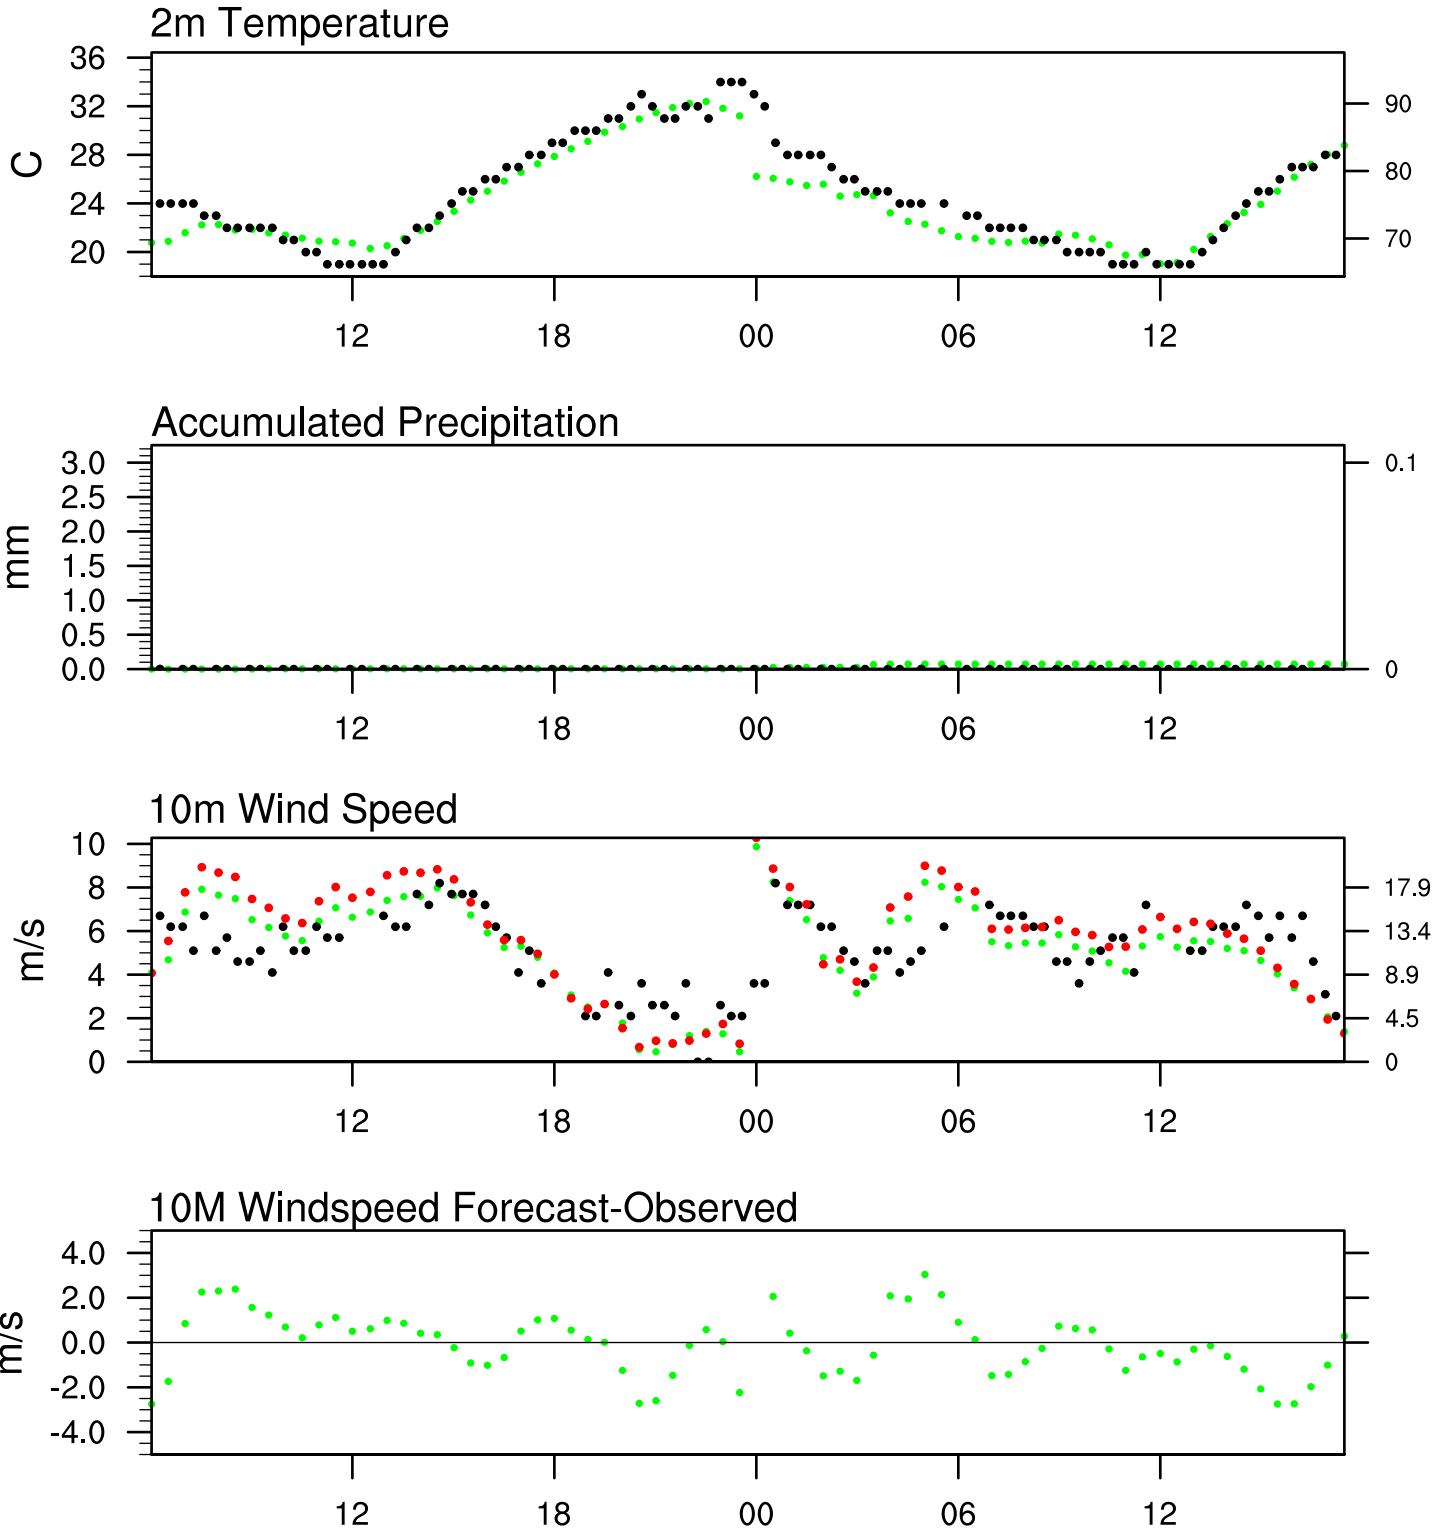 2m Temperature
36
32
28
24
20
C
90
80
70
12 18 00 06 12
Accumulated Precipitation
3.0
2.5
2.0
1.5
1.0
0.5
0.0
mm
0.1
0
12 18 00 06 12
10m Wind Speed
10
8
6
4
2
0
m/s
17.9
13.4
8.9
4.5
0
12 18 00 06 12
10M Windspeed Forecast-Observed
4.0
2.0
0.0
-2.0
-4.0
m/s
12 18 00 06 12